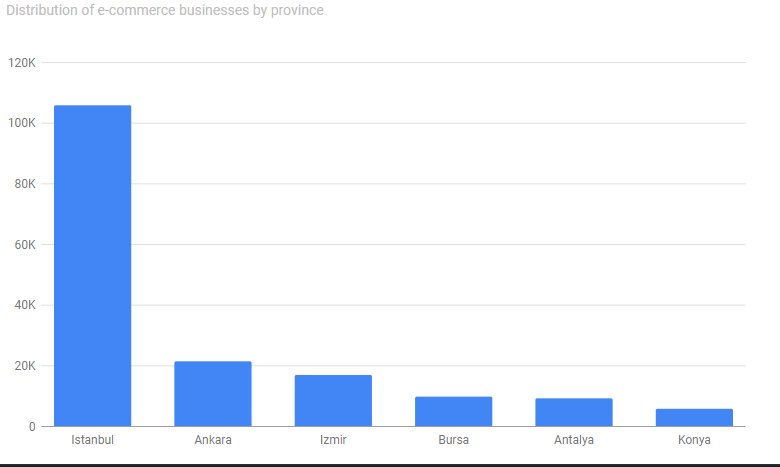 Distribution of e-commerce businesses by province
120K
100K
80K
60K
40K
20K
0
Istanbul Ankara Izmir Bursa Antalya Konya